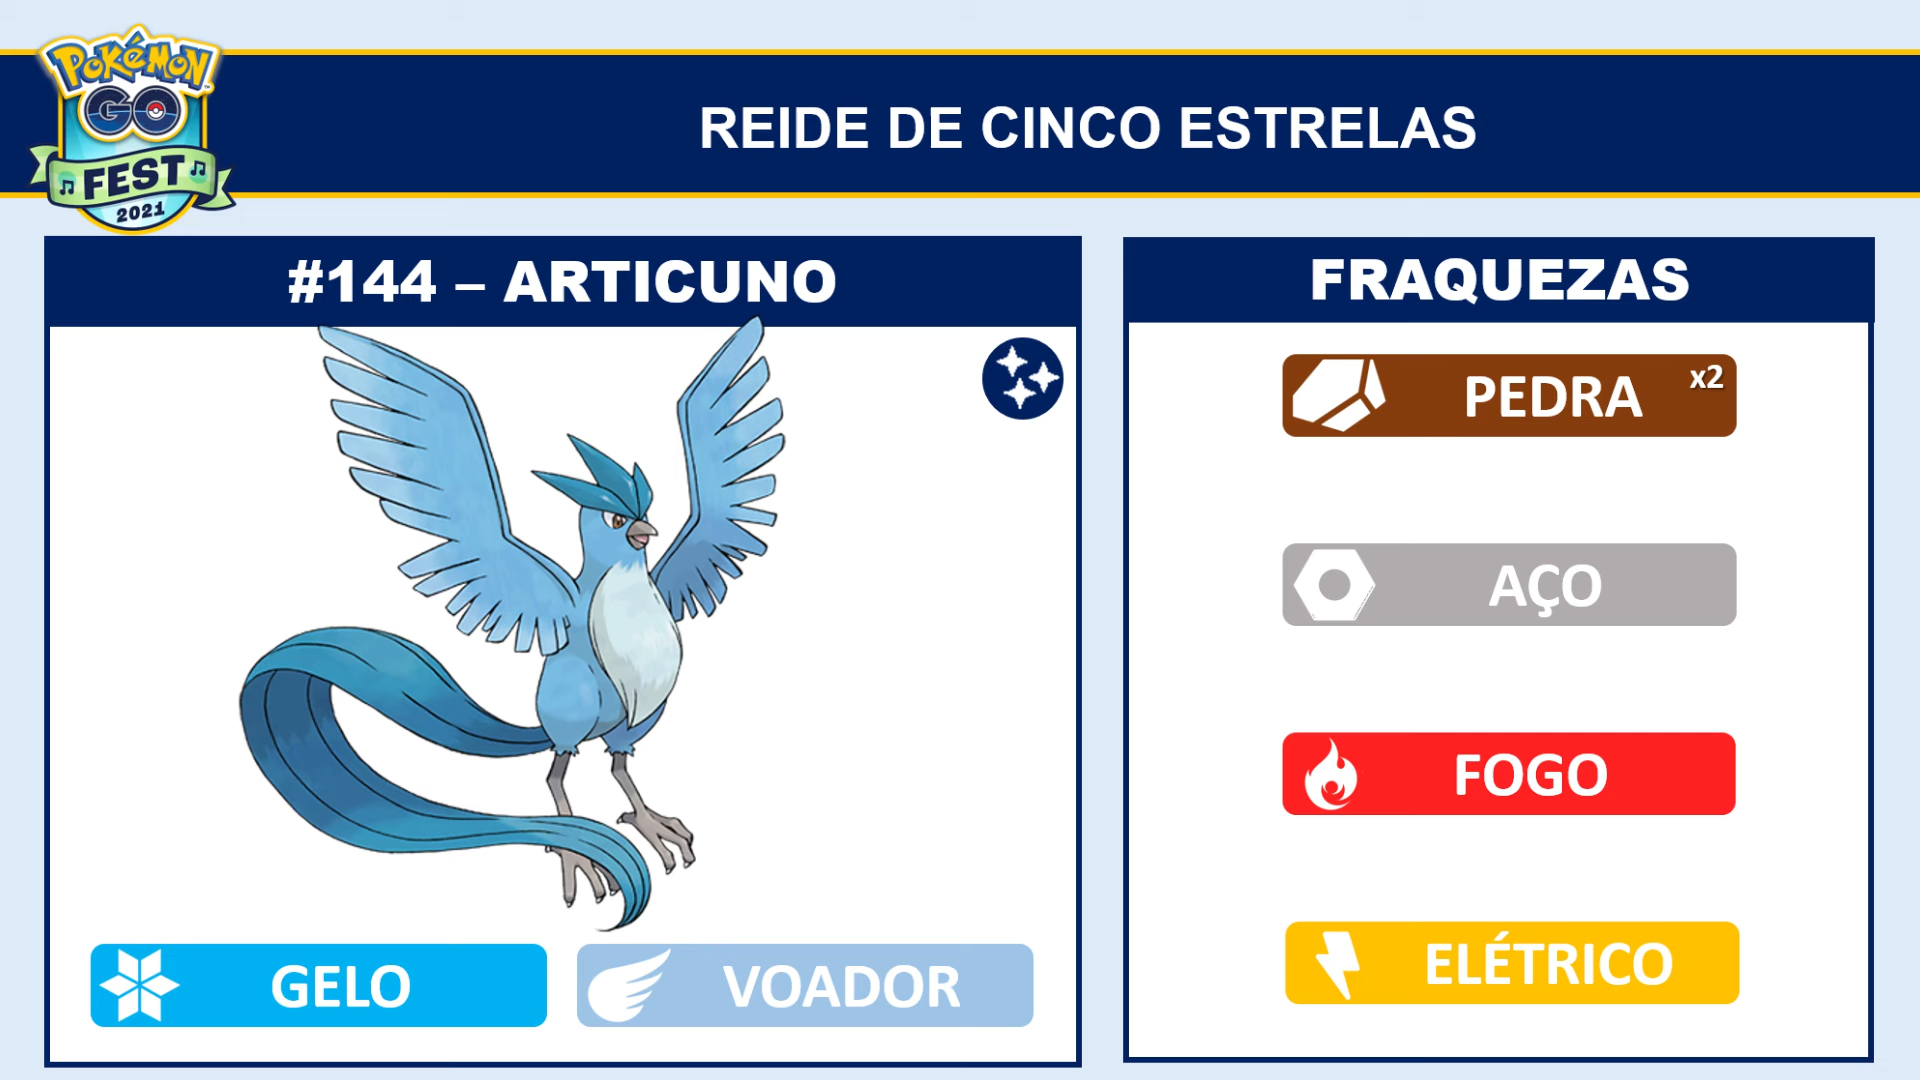 POKÉMON
GO
FEST
2021
REIDE DE CINCO ESTRELAS
#144 – ARTICUNO
GELO
VOADOR
FRAQUEZAS
PEDRA x2
AÇO
FOGO
ELÉTRICO